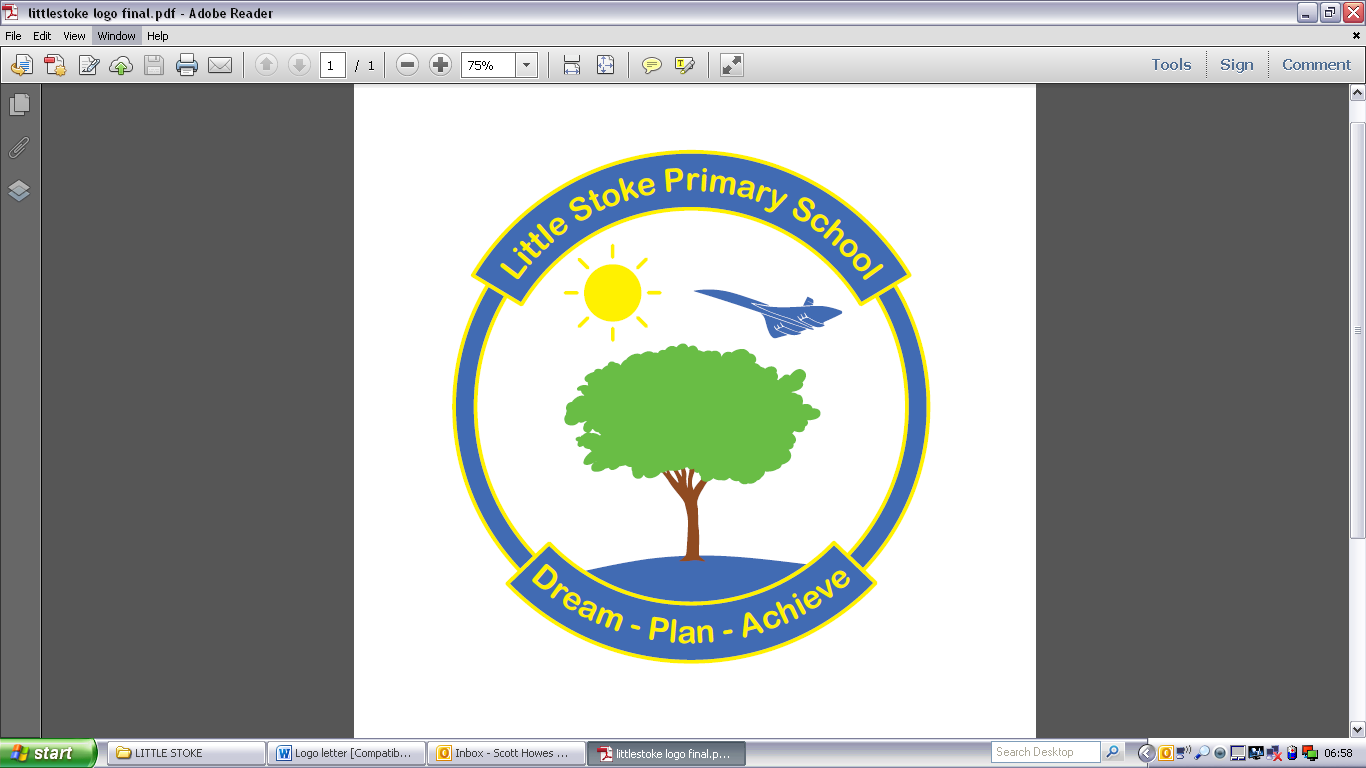 littlestoke logo final.pdf - Adobe Reader
File Edit View Window Help
1 / 1 75% Tools Sign Comment
Little Stoke Primary School
Dream - Plan - Achieve
start LITTLE STOKE Logo letter [Compatib... Inbox - Scott Howes ... littlestoke logo final.p... Search Desktop 06:58